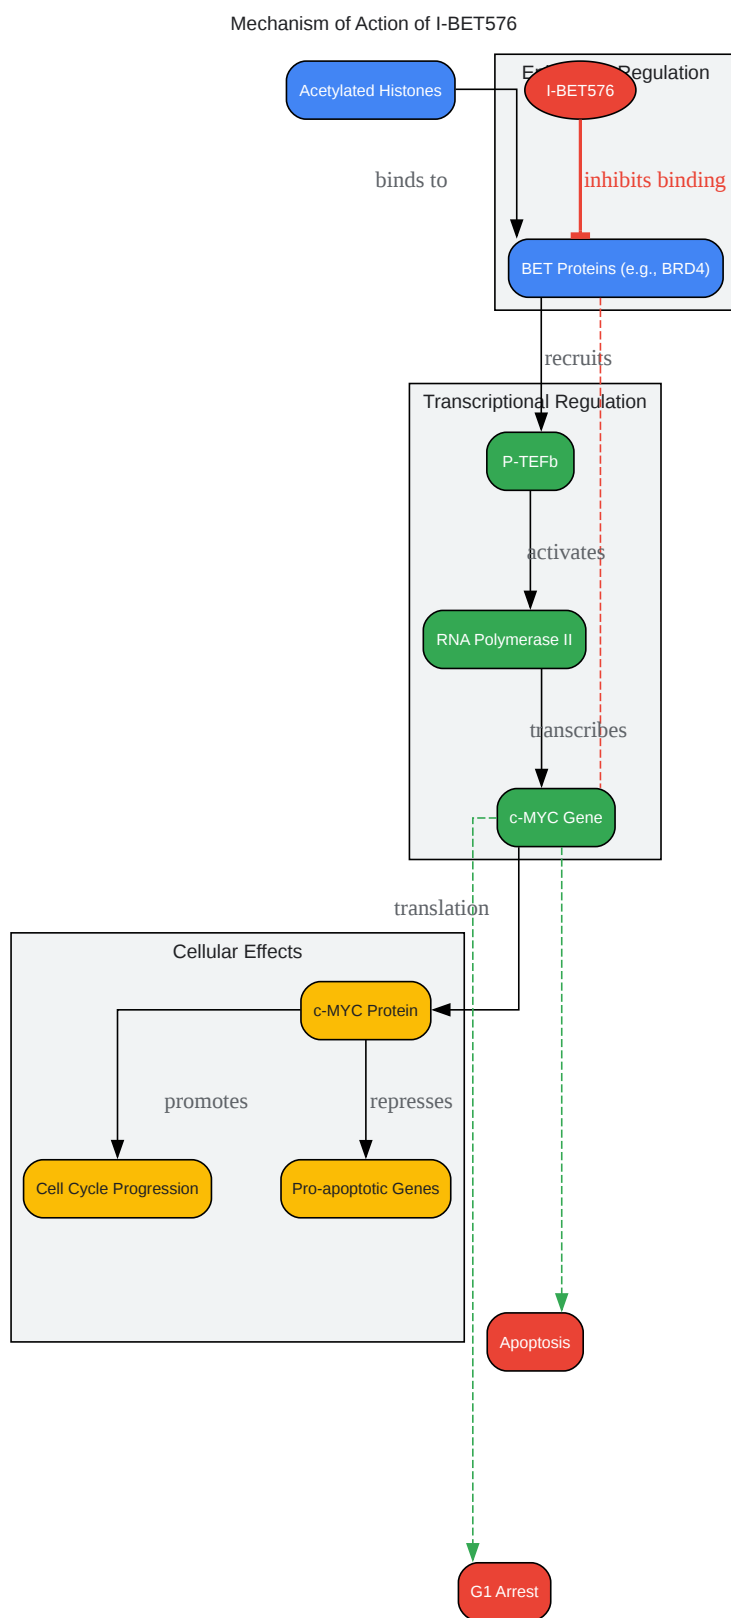 Mechanism of Action of I-BET576
Regulation
Acetylated Histones
I-BET576
binds to
inhibits binding
BET Proteins (e.g., BRD4)
recruits
Transcriptional Regulation
P-TEFb
activates
RNA Polymerase II
transcribes
c-MYC Gene
translation
Cellular Effects
c-MYC Protein
promotes
represses
Cell Cycle Progression
Pro-apoptotic Genes
Apoptosis
G1 Arrest